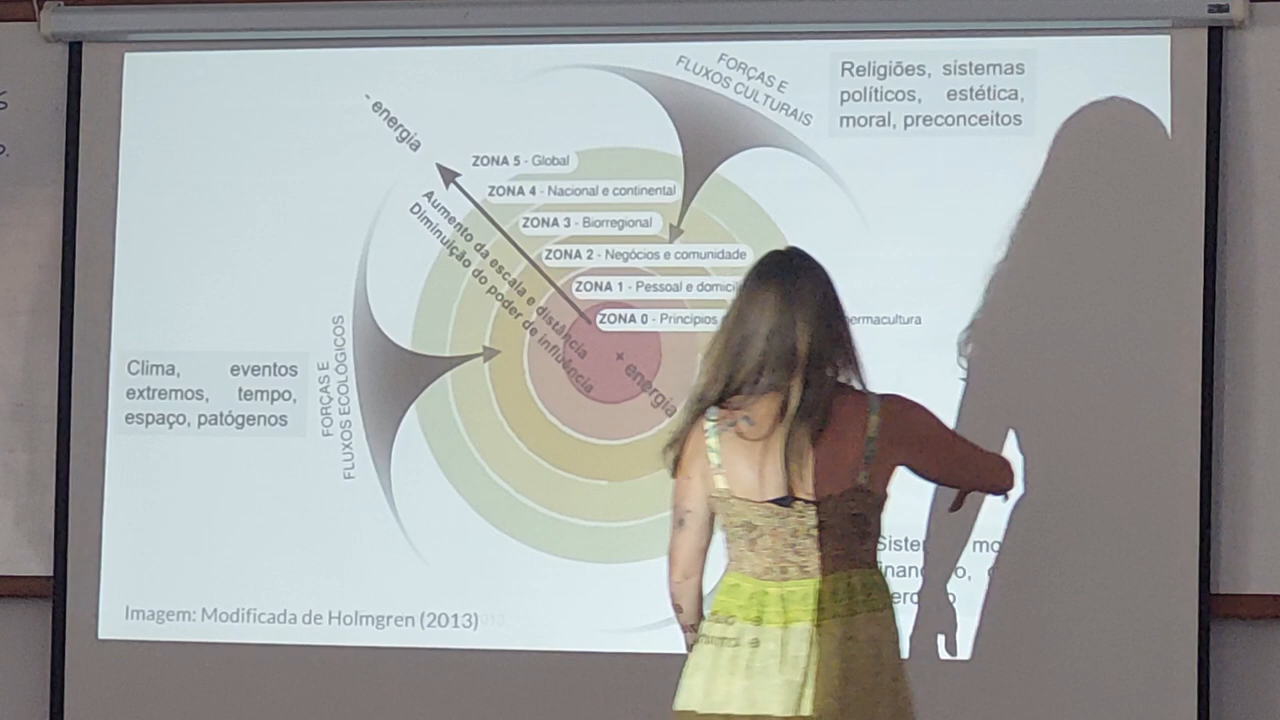 FORÇAS E
FLUXOS CULTURAIS
Religiões, sistemas
políticos, estética,
moral, preconceitos
- energia
ZONA 5 - Global
ZONA 4 - Nacional e continental
ZONA 3 - Biorregional
ZONA 2 - Negócios e comunidade
ZONA 1 - Pessoal e
ZONA 0 - Princípios
Aumento da escala e distância
Diminuição do poder de influência
+ energia
Clima, eventos
extremos, tempo,
espaço, patógenos
FORÇAS E
FLUXOS ECOLÓGICOS
Imagem: Modificada de Holmgren (2013)